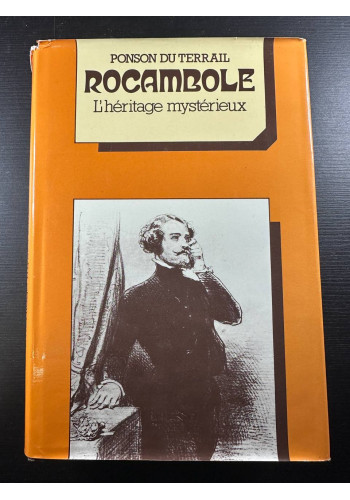 PONSON DU TERRAIL
ROCAMBOLE
L'héritage mystérieux